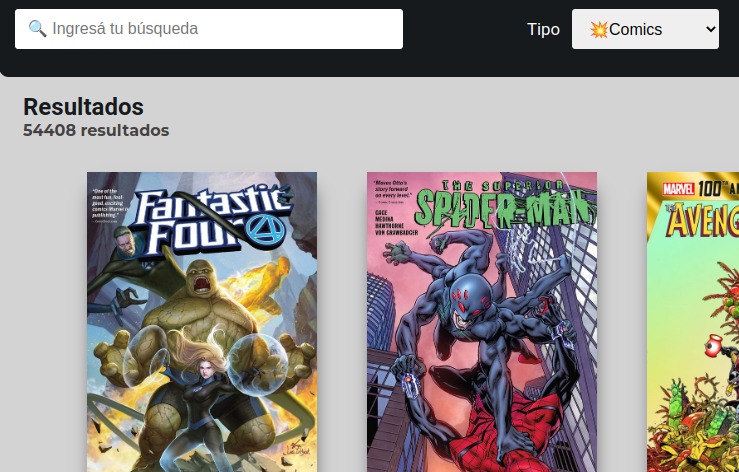 🔍 Ingresá tu búsqueda
Tipo
💥Comics
Resultados
54408 resultados
"One of the
most fun, feel
good, exciting
comics Marvel is
publishing."
Fantastic
Four
4
"Marvel Otto's
story forward
on every level."
THE SUPERIOR
SPIDER-MAN
GAGE
MEDINA
HAWTHORNE
VON GRAWBADGER
MARVEL 100TH AN
AVENG